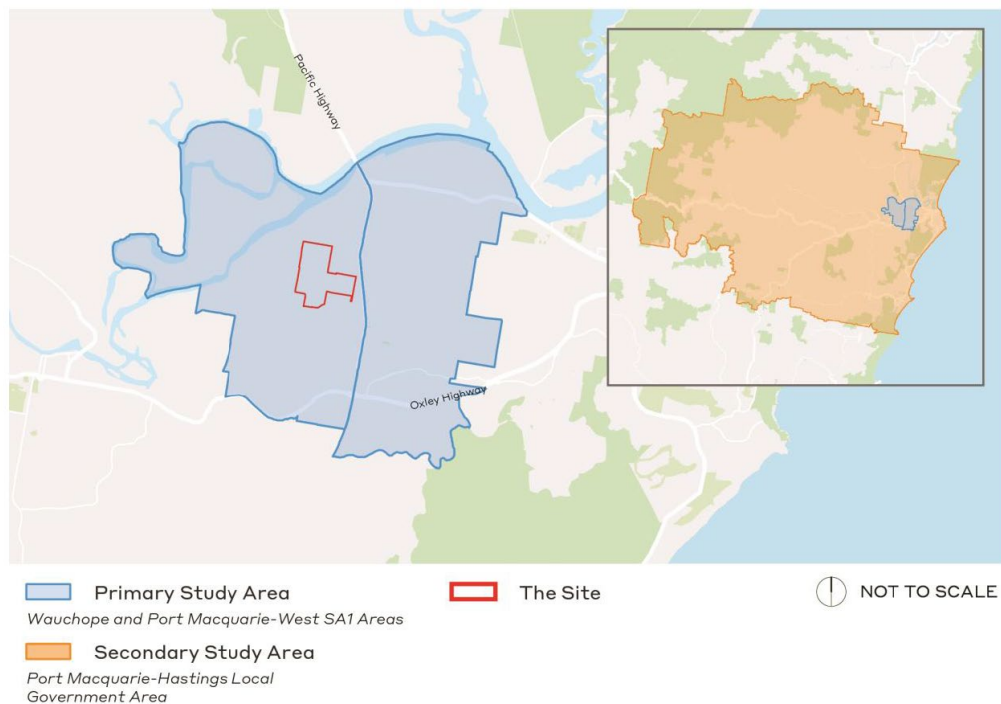 Pacific Highway
Oxley Highway
Primary Study Area
Wauchope and Port Macquarie-West SA1 Areas
The Site
NOT TO SCALE
Secondary Study Area
Port Macquarie-Hastings Local
Government Area